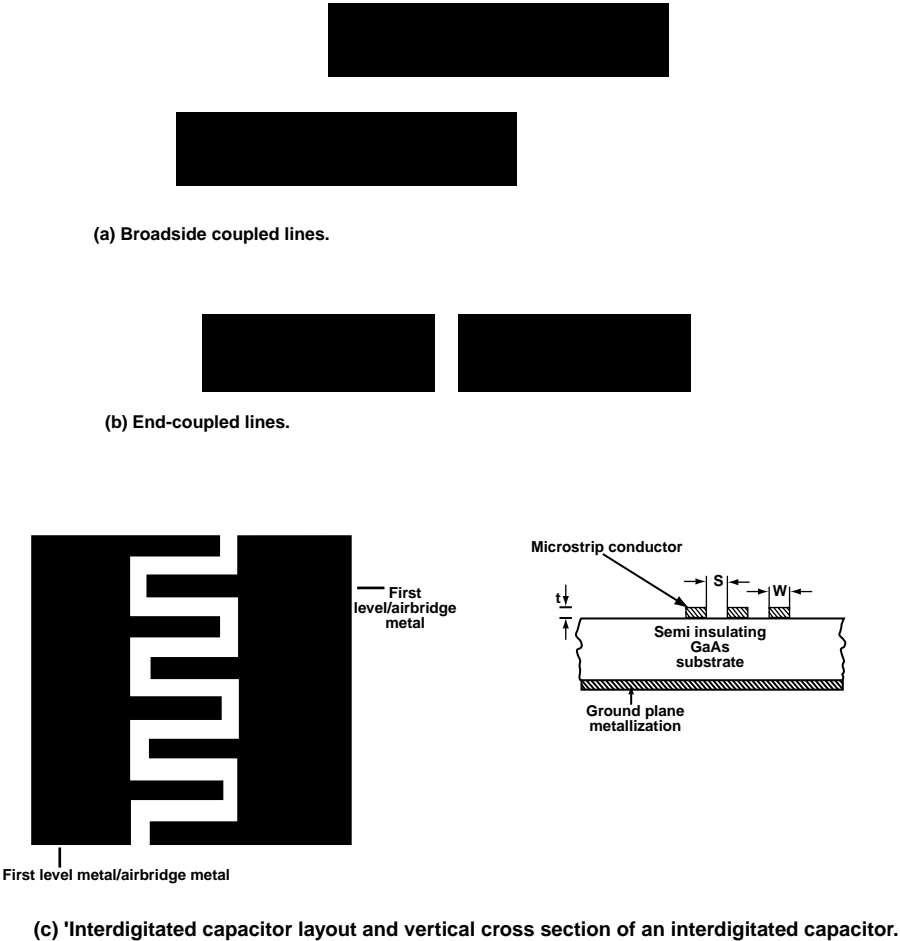 (a) Broadside coupled lines.
(b) End-coupled lines.
Microstrip conductor
S
W
t
First
level/airbridge
metal
Semi insulating
GaAs
substrate
Ground plane
metallization
First level metal/airbridge metal
(c) 'Interdigitated capacitor layout and vertical cross section of an interdigitated capacitor.